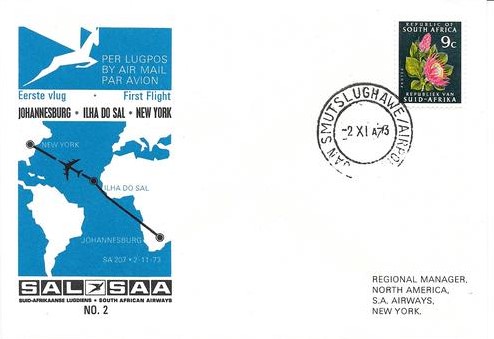 PER LUGPOS
BY AIR MAIL
PAR AVION
Eerste vlug • First Flight
JOHANNESBURG • ILHA DO SAL • NEW YORK
NEW YORK
ILHA DO SAL
JOHANNESBURG
SA 207 • 2-11-73
SAL SAA
SUID-AFRIKAANSE LUGDIENS • SOUTH AFRICAN AIRWAYS
NO. 2
REPUBLIC OF
SOUTH AFRICA
9c
PROTEA
REPUBLIEK VAN
SUID-AFRIKA
JAN SMUTSLUGHAWE/AIRPORT
-2 XI 73
REGIONAL MANAGER,
NORTH AMERICA,
S.A. AIRWAYS,
NEW YORK.